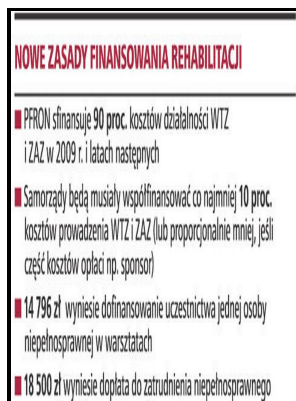 NOWE ZASADY FINANSOWANIA REHABILITACJI
PFRON sfinansuje 90 proc. kosztów działalności WTZ
i ZAZ w 2009 r. i latach następnych
Samorządy będą musiały współfinansować co najmniej 10 proc.
kosztów prowadzenia WTZ i ZAZ (lub proporcjonalnie mniej, jeśli
część kosztów opłaci np. sponsor)
14 796 zł wyniesie dofinansowanie uczestnictwa jednej osoby
niepełnosprawnej w warsztatach
18 500 zł wyniesie dopłata do zatrudnienia niepełnosprawnego